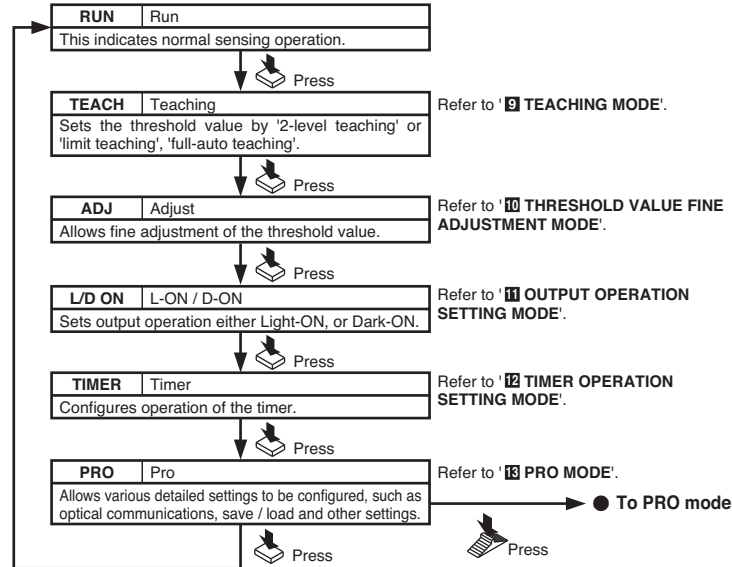 RUN Run
This indicates normal sensing operation.
Press
TEACH Teaching
Sets the threshold value by '2-level teaching' or
'limit teaching', 'full-auto teaching'.
Refer to '9 TEACHING MODE'.
Press
ADJ Adjust
Allows fine adjustment of the threshold value.
Refer to '10 THRESHOLD VALUE FINE
ADJUSTMENT MODE'.
Press
L/D ON L-ON / D-ON
Sets output operation either Light-ON, or Dark-ON.
Refer to '11 OUTPUT OPERATION
SETTING MODE'.
Press
TIMER Timer
Configures operation of the timer.
Refer to '12 TIMER OPERATION
SETTING MODE'.
Press
PRO Pro
Allows various detailed settings to be configured, such as
optical communications, save / load and other settings.
Refer to '13 PRO MODE'.
To PRO mode
Press
Press